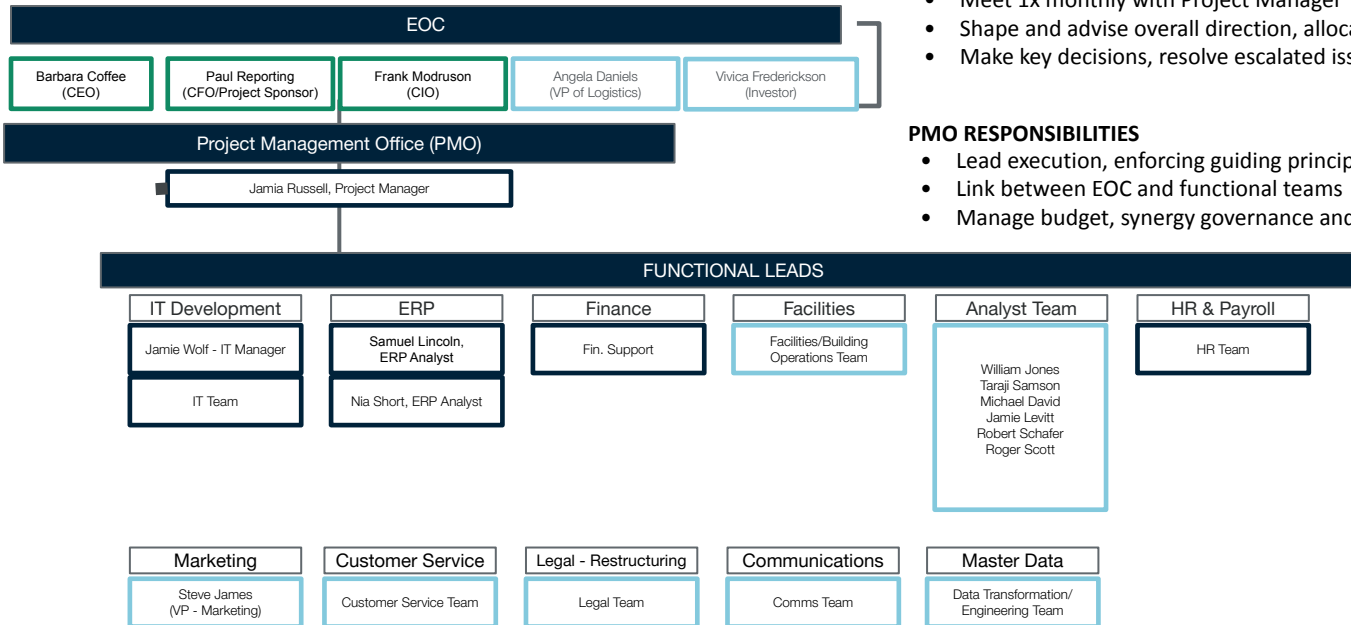 EOC
Barbara Coffee
(CEO)
Paul Reporting
(CFO/Project Sponsor)
Frank Modruson
(CIO)
Angela Daniels
(VP of Logistics)
Vivica Frederickson
(Investor)
• Meet 1x monthly with Project Manager
• Shape and advise overall direction,
• Make key decisions, resolve escalated
Project Management Office (PMO)
Jamia Russell, Project Manager
PMO RESPONSIBILITIES
• Lead execution, enforcing guiding
• Link between EOC and functional teams
• Manage budget, synergy governance
FUNCTIONAL LEADS
IT Development
Jamie Wolf - IT Manager
IT Team
ERP
Samuel Lincoln,
ERP Analyst
Nia Short, ERP Analyst
Finance
Fin. Support
Facilities
Facilities/Building
Operations Team
Analyst Team
William Jones
Taraji Samson
Michael David
Jamie Levitt
Robert Schafer
Roger Scott
HR & Payroll
HR Team
Marketing
Steve James
(VP - Marketing)
Customer Service
Customer Service Team
Legal - Restructuring
Legal Team
Communications
Comms Team
Master Data
Data Transformation/
Engineering Team